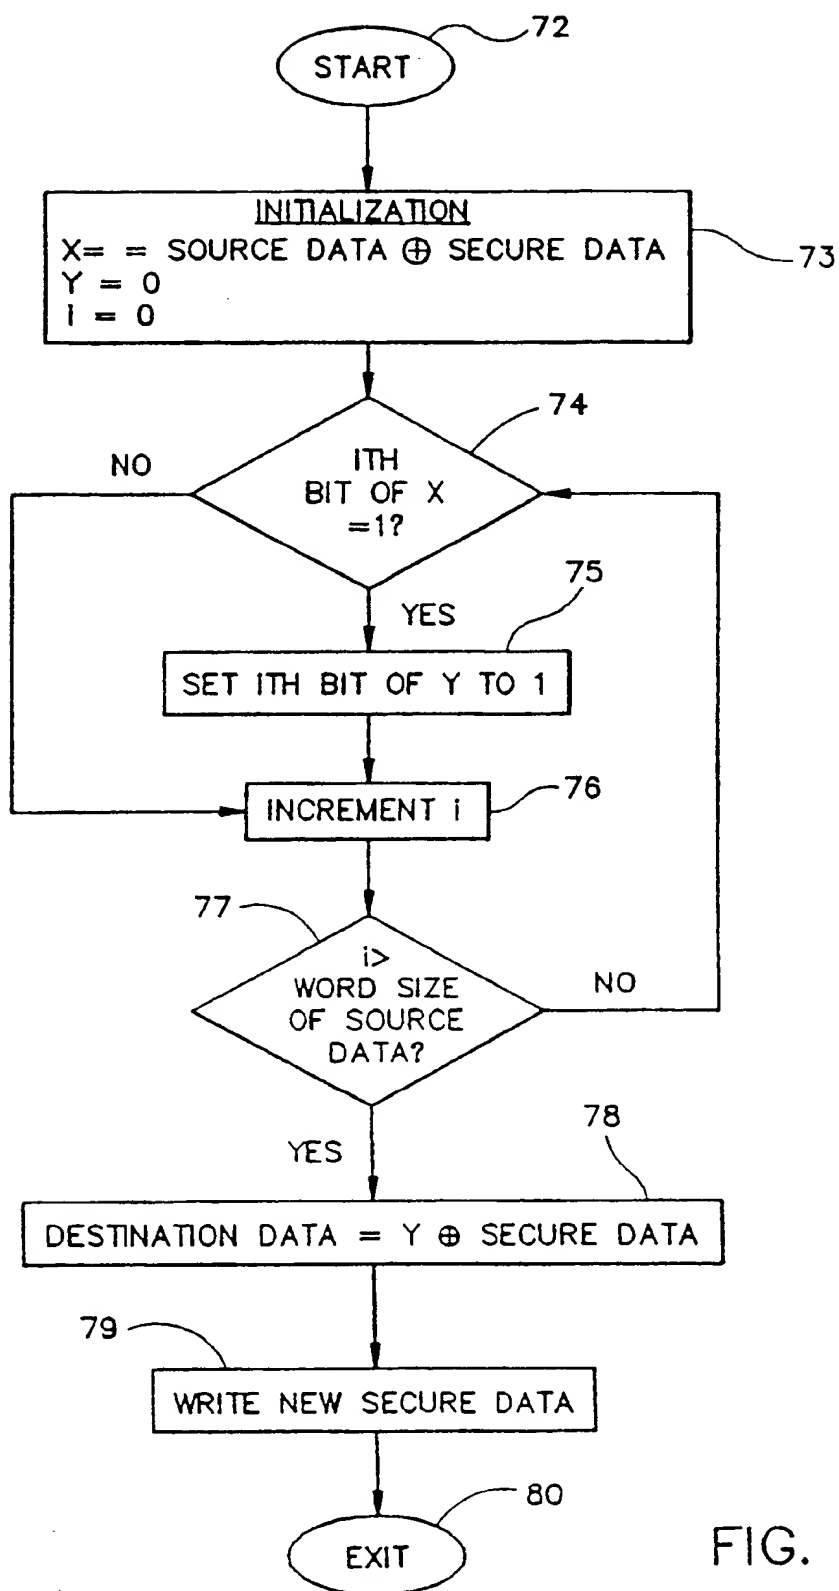 72
START
INITIALIZATION
X= = SOURCE DATA ⊕ SECURE DATA
Y = 0
i = 0
73
74
NO
ITH
BIT OF X
=1?
75
YES
SET ITH BIT OF Y TO 1
76
INCREMENT i
77
i>
WORD SIZE
OF SOURCE
DATA?
NO
78
YES
DESTINATION DATA = Y ⊕ SECURE DATA
79
WRITE NEW SECURE DATA
80
EXIT
FIG.